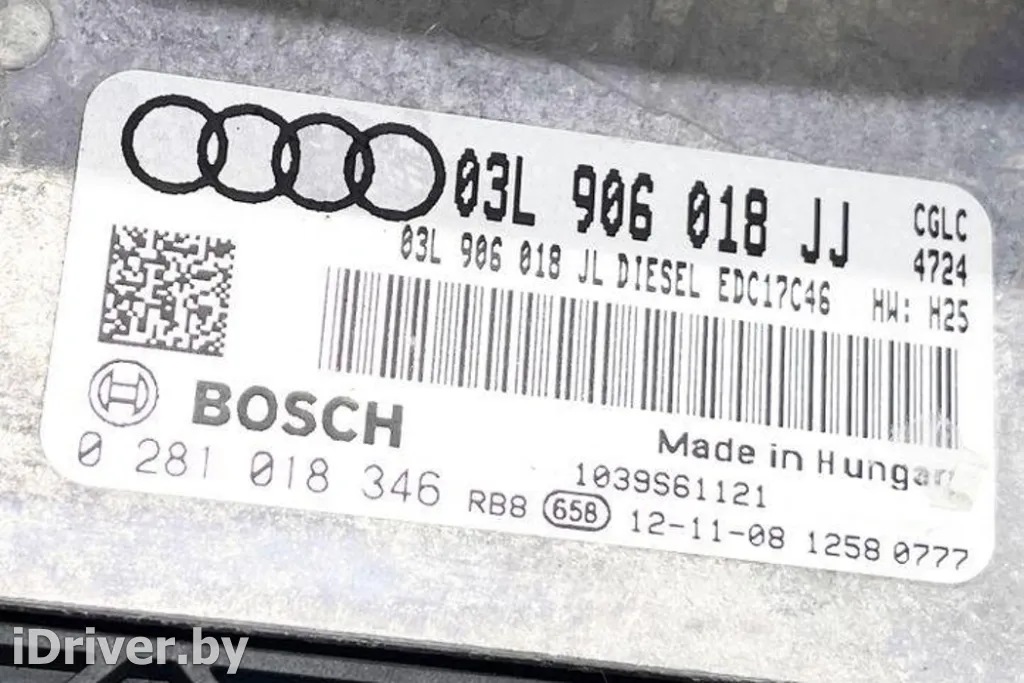 03L 906 018 JJ CGLC
4724
03L 906 018 JL DIESEL EDC17C46 HW: H25
BOSCH
Made in Hungary
0 281 018 346
1039S61121
RB8 658 12-11-08 1258 0777
iDriver.by